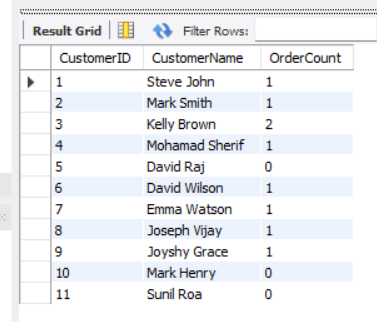 Result Grid Filter Rows:
CustomerID CustomerName OrderCount
1 Steve John 1
2 Mark Smith 1
3 Kelly Brown 2
4 Mohamad Sherif 1
5 David Raj 0
6 David Wilson 1
7 Emma Watson 1
8 Joseph Vijay 1
9 Joyshy Grace 1
10 Mark Henry 0
11 Sunil Roa 0